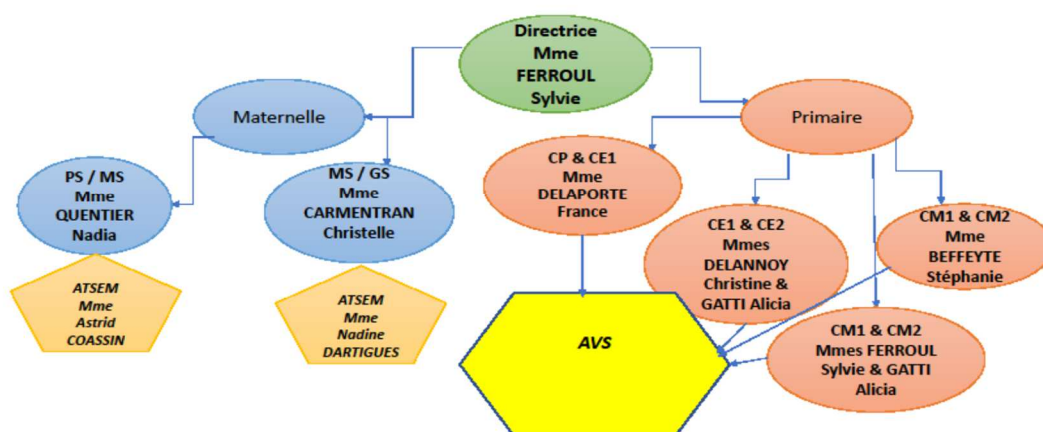 Directrice
Mme
FERROUL
Sylvie
Maternelle
Primaire
PS / MS
Mme
QUENTIER
Nadia
MS / GS
Mme
CARMENTRAN
Christelle
CP & CE1
Mme
DELAPORTE
France
CE1 & CE2
Mmes
DELANNOY
Christine &
GATTI Alicia
CM1 & CM2
Mme
BEFFEYTE
Stéphanie
ATSEM
Mme
Astrid
COASSIN
ATSEM
Mme
Nadine
DARTIGUES
AVS
CM1 & CM2
Mmes FERROUL
Sylvie & GATTI
Alicia